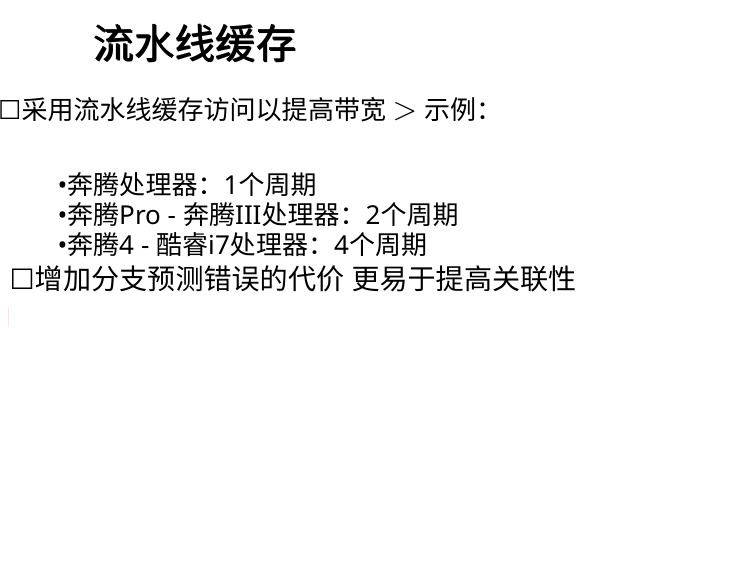 流水线缓存
□采用流水线缓存访问以提高带宽 > 示例：
•奔腾处理器：1个周期
•奔腾Pro - 奔腾III处理器：2个周期
•奔腾4 - 酷睿i7处理器：4个周期
□增加分支预测错误的代价 更易于提高关联性